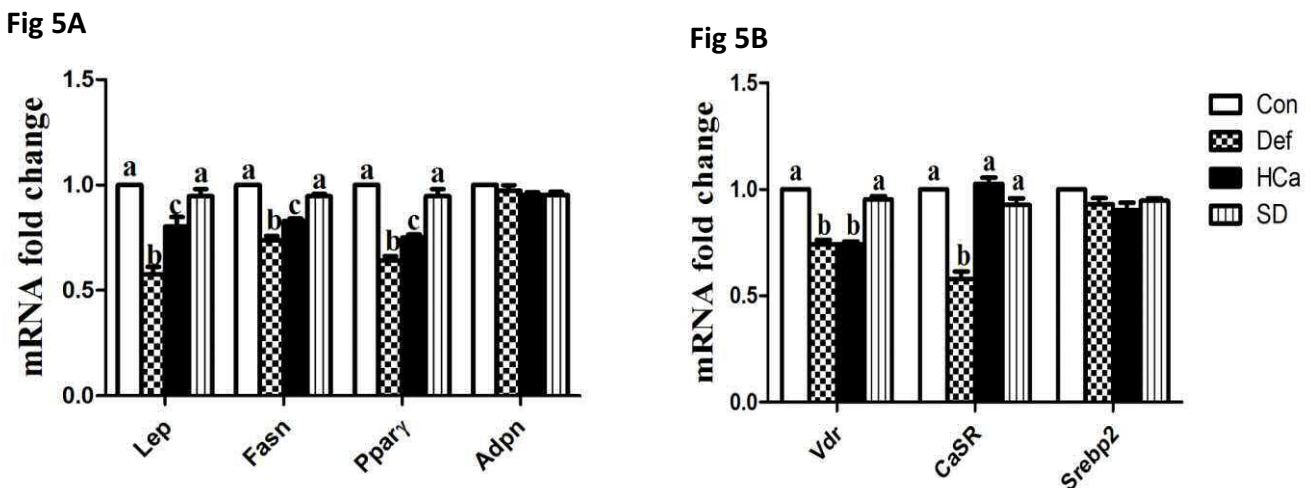 Fig 5A
mRNA fold change
1.5
1.0
0.5
0.0
a b c a
a b c a
a b c a
Lep Fasn Pparγ Adpn
Fig 5B
mRNA fold change
1.5
1.0
0.5
0.0
a b b a
a b a a
Vdr CaSR Srebp2
Con
Def
HCa
SD